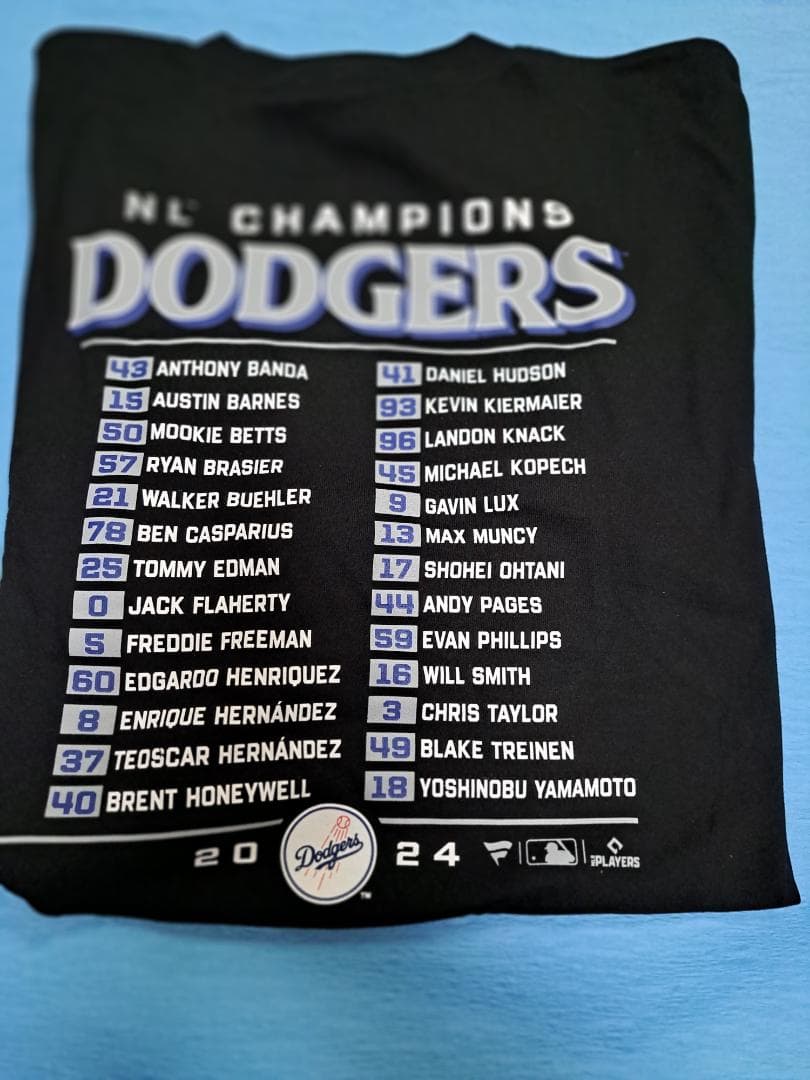 NL CHAMPIONS
DODGERS
43 ANTHONY BANDA
15 AUSTIN BARNES
50 MOOKIE BETTS
57 RYAN BRASIER
21 WALKER BUEHLER
78 BEN CASPARIUS
25 TOMMY EDMAN
0 JACK FLAHERTY
5 FREDDIE FREEMAN
60 EDGARDO HENRIQUEZ
8 ENRIQUE HERNÁNDEZ
37 TEOSCAR HERNÁNDEZ
40 BRENT HONEYWELL
41 DANIEL HUDSON
93 KEVIN KIERMAIER
96 LANDON KNACK
45 MICHAEL KOPECH
9 GAVIN LUX
13 MAX MUNCY
17 SHOHEI OHTANI
44 ANDY PAGES
59 EVAN PHILLIPS
16 WILL SMITH
3 CHRIS TAYLOR
49 BLAKE TREINEN
18 YOSHINOBU YAMAMOTO
20 Dodgers ™ 24 PLAYERS